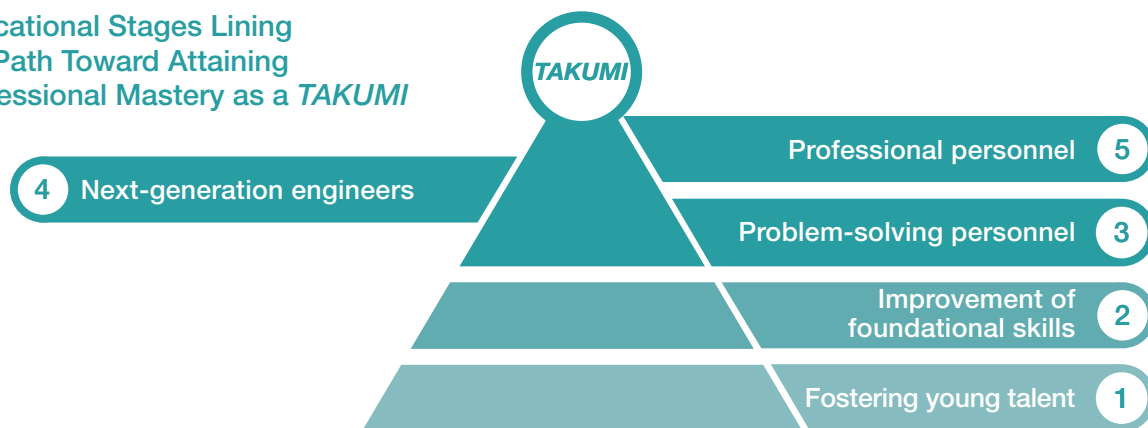 cational Stages Lining
Path Toward Attaining
essional Mastery as a TAKUMI
TAKUMI
Professional personnel 5
4 Next-generation engineers
Problem-solving personnel 3
Improvement of
foundational skills 2
Fostering young talent 1